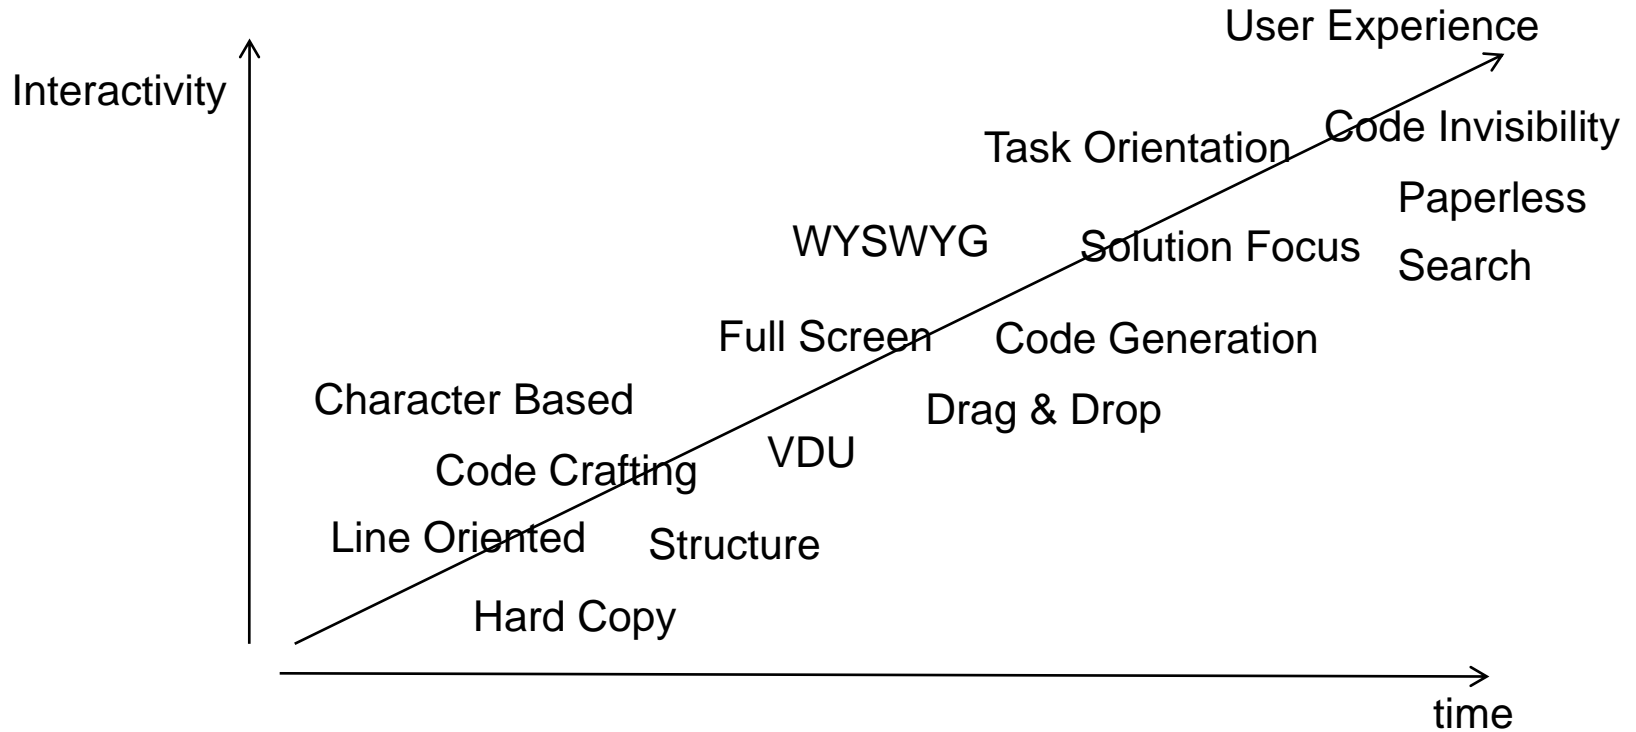 User Experience
Interactivity
Code Invisibility
Task Orientation
Paperless
WYSWYG
Solution Focus
Search
Full Screen
Code Generation
Character Based
Drag & Drop
VDU
Code Crafting
Line Oriented
Structure
Hard Copy
time